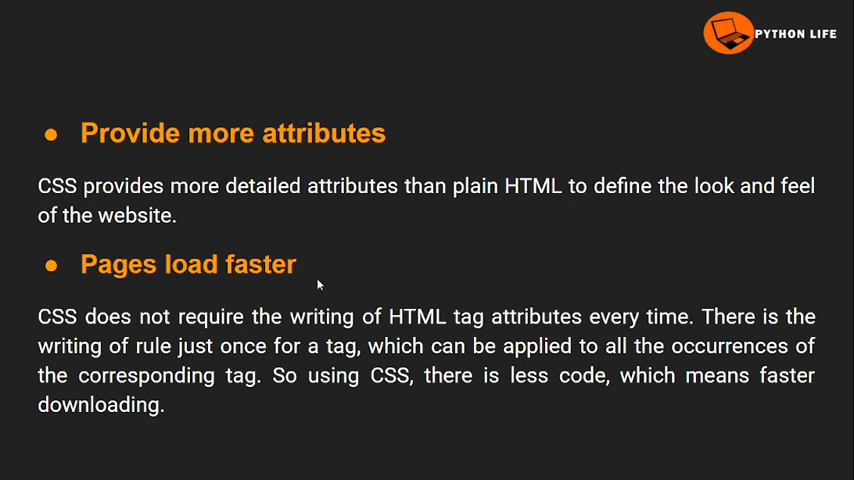 PYTHON LIFE
● Provide more attributes
CSS provides more detailed attributes than plain HTML to define the look and feel
of the website.
● Pages load faster
CSS does not require the writing of HTML tag attributes every time. There is the
writing of rule just once for a tag, which can be applied to all the occurrences of
the corresponding tag. So using CSS, there is less code, which means faster
downloading.